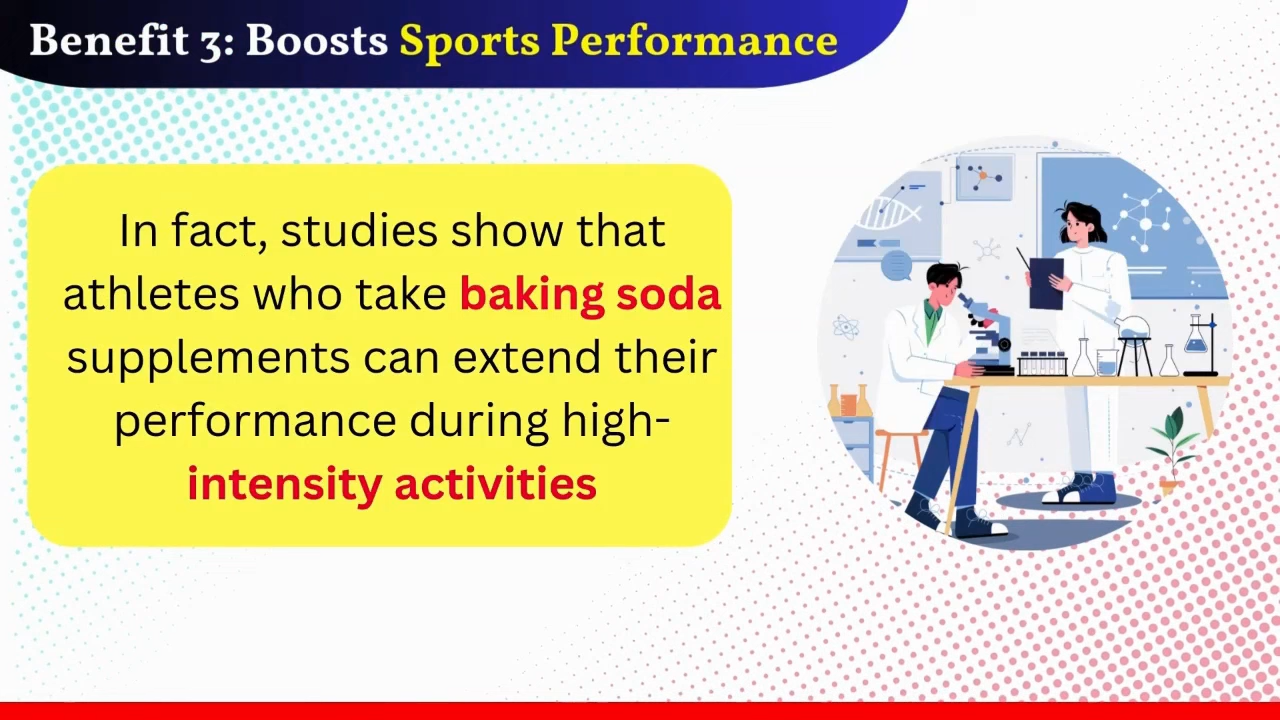 Benefit 3: Boosts Sports Performance
In fact, studies show that
athletes who take baking soda
supplements can extend their
performance during high-
intensity activities